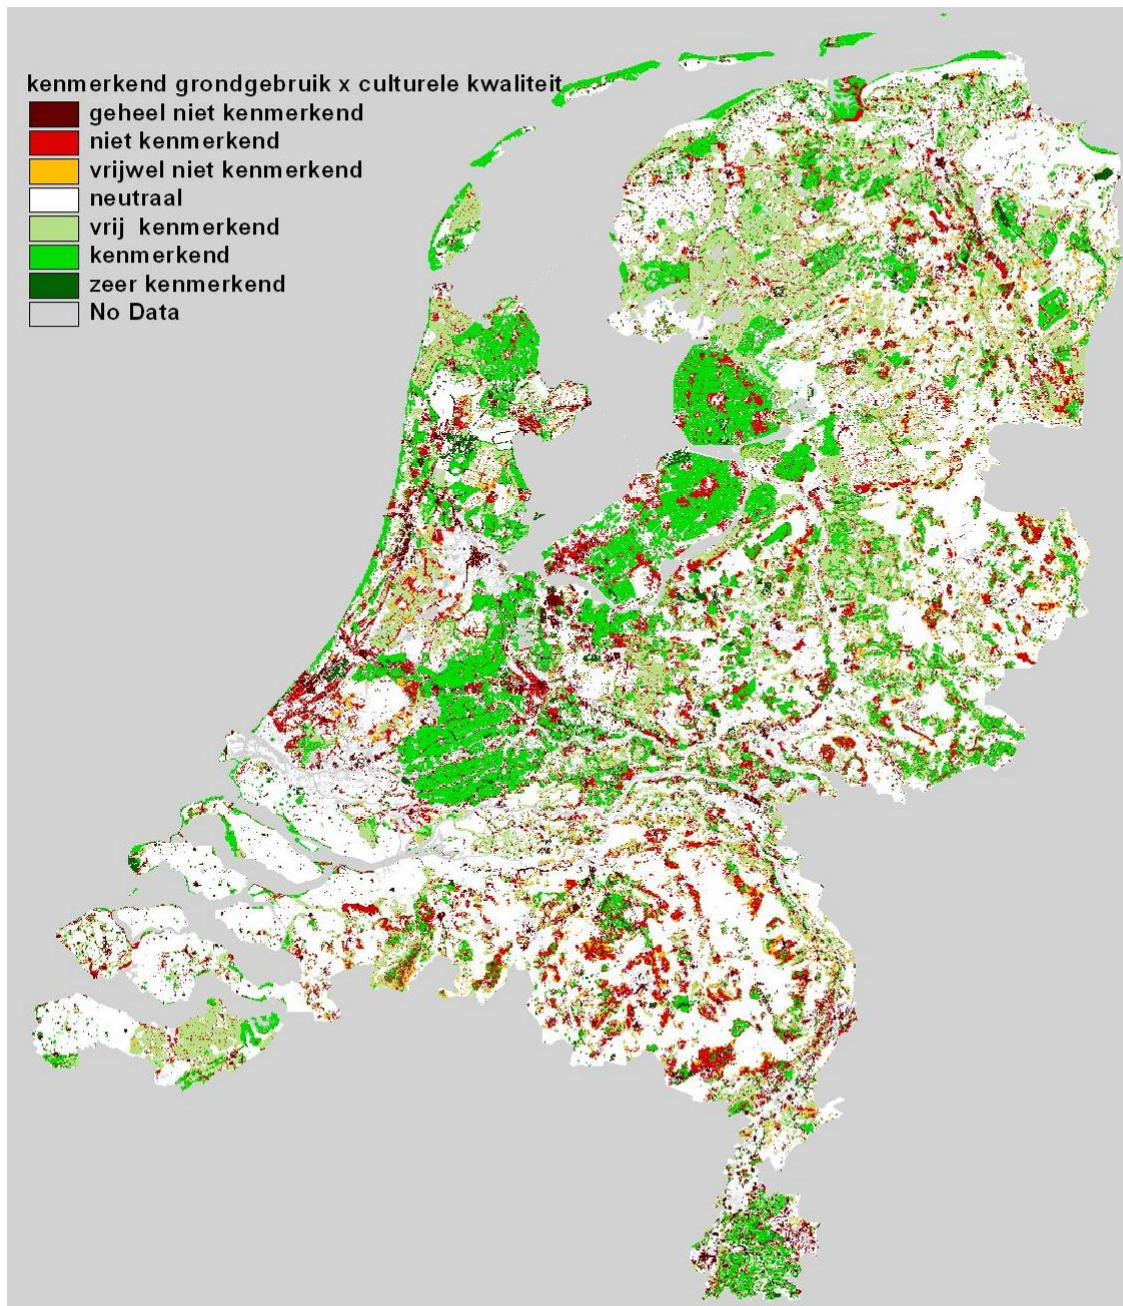 kenmerkend grondgebruik x culturele kwaliteit
geheel niet kenmerkend
niet kenmerkend
vrijwel niet kenmerkend
neutraal
vrij kenmerkend
kenmerkend
zeer kenmerkend
No Data